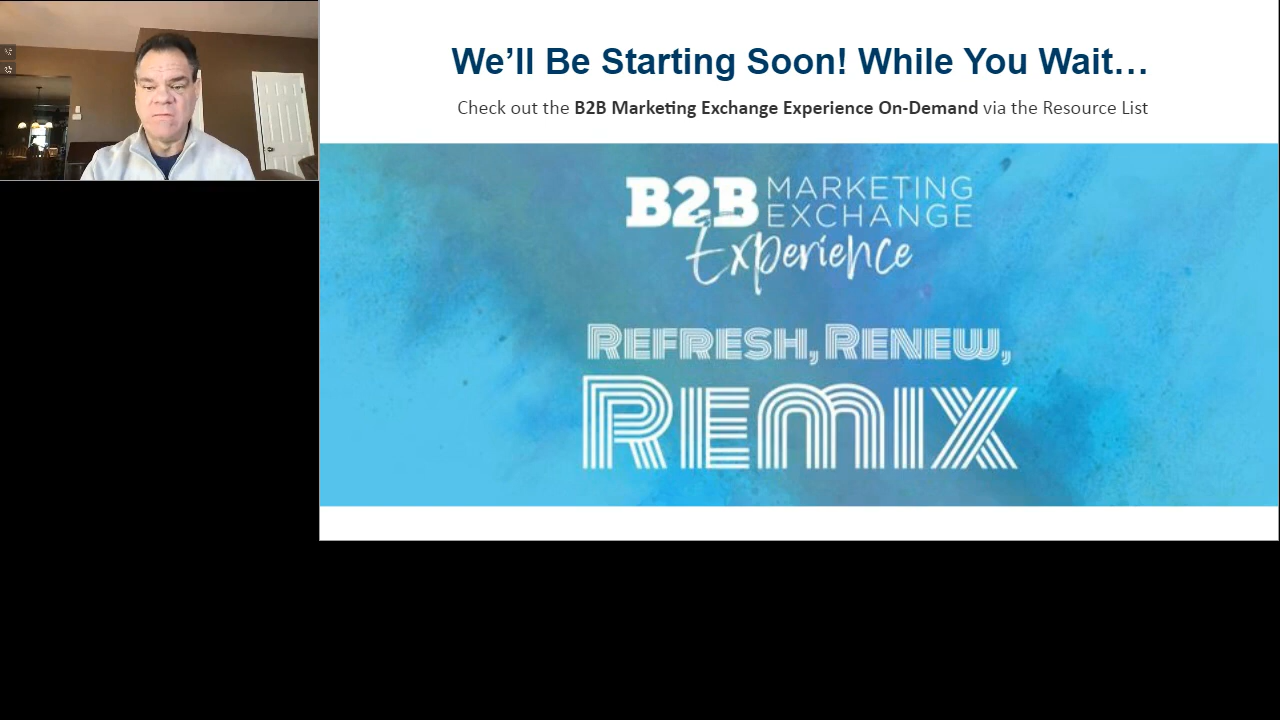 We’ll Be Starting Soon! While You Wait…
Check out the B2B Marketing Exchange Experience On-Demand via the Resource List
B2B MARKETING
EXCHANGE
Experience
REFRESH, RENEW,
REMIX